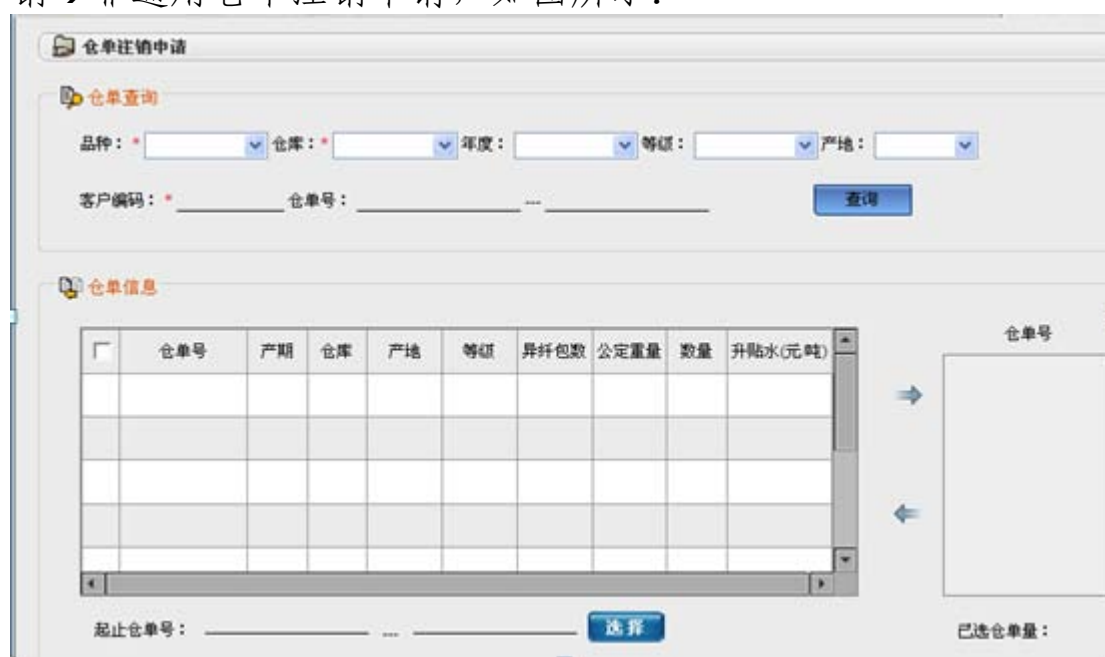 仓单注销申请
仓单查询
品种：* 仓库：* 年度： 等级： 产地：
客户编码：* 仓单号： --- 查询
仓单信息
仓单号 产期 仓库 产地 等级 异纤包数 公定重量 数量 升贴水(元/吨)
仓单号
起止仓单号： --- 选择
已选仓单量：